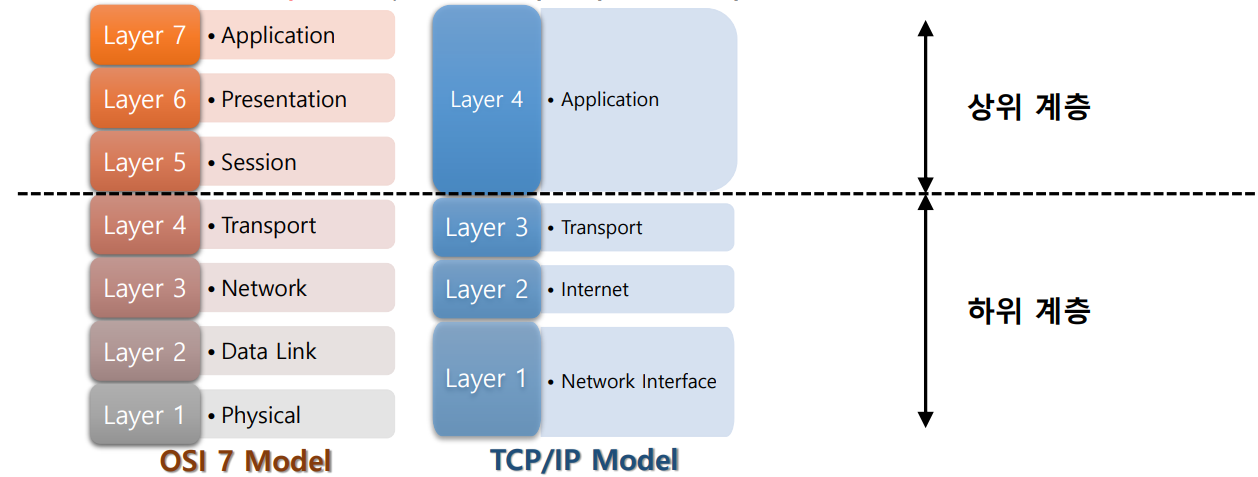 Layer 7
• Application
Layer 6
• Presentation
Layer 5
• Session
Layer 4
• Transport
Layer 3
• Network
Layer 2
• Data Link
Layer 1
• Physical
OSI 7 Model
Layer 4
• Application
Layer 3
• Transport
Layer 2
• Internet
Layer 1
• Network Interface
TCP/IP Model
상위 계층
하위 계층